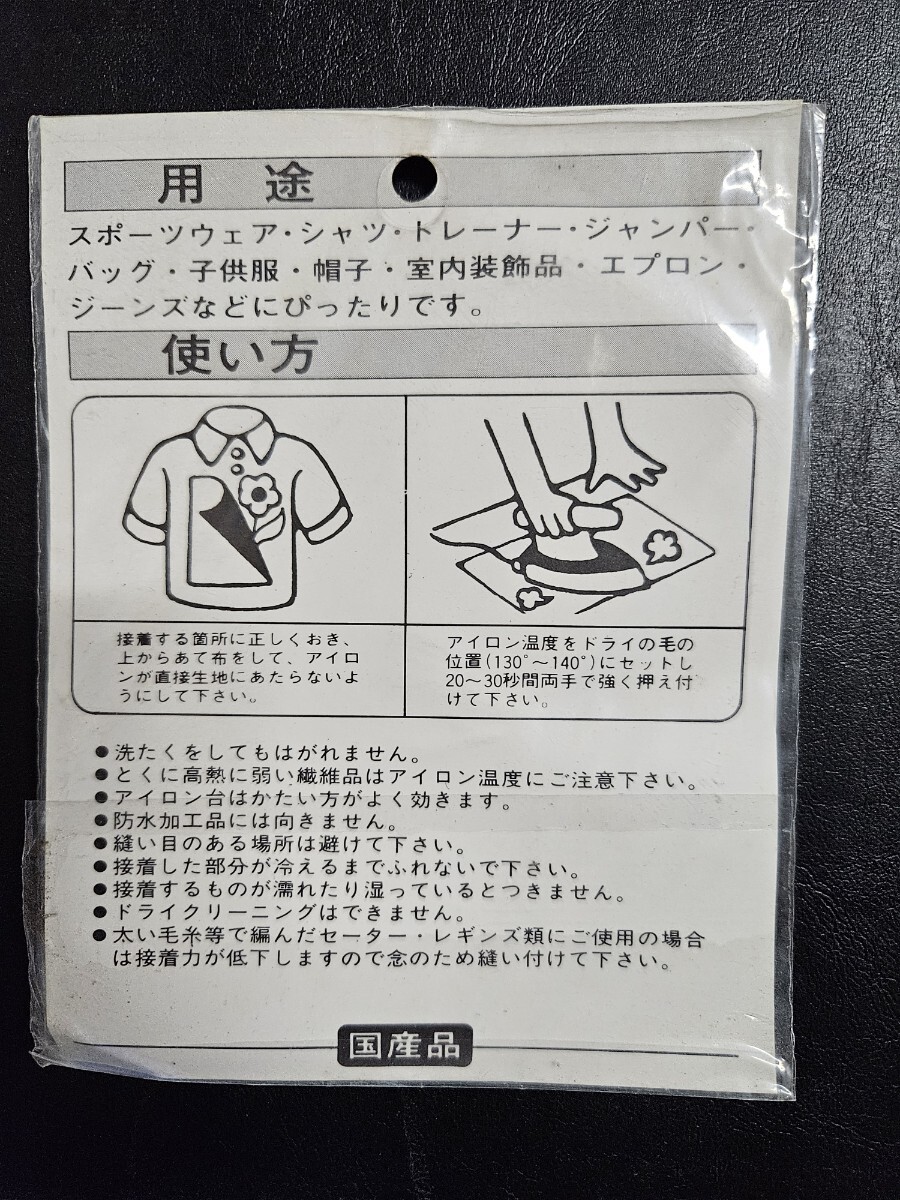 用 途
スポーツウェア・シャツ・トレーナー・ジャンパー・
バッグ・子供服・帽子・室内装飾品・エプロン・
ジーンズなどにぴったりです。
使い方
接着する箇所に正しくおき、
上からあて布をして、アイロ
ンが直接生地にあたらないよ
うにして下さい。
アイロン温度をドライの毛の
位置(130°〜140°)にセットし
20〜30秒間両手で強く押え付
けて下さい。
●洗たくをしてもはがれません。
●とくに高熱に弱い繊維品はアイロン温度にご注意下さい。
●アイロン台はかたい方がよく効きます。
●防水加工品には向きません。
●縫い目のある場所は避けて下さい。
●接着した部分が冷えるまでふれないで下さい。
●接着するものが濡れたり湿っているとつきません。
●ドライクリーニングはできません。
●太い毛糸等で編んだセーター・レギンズ類にご使用の場合
は接着力が低下しますので念のため縫い付けて下さい。
国産品